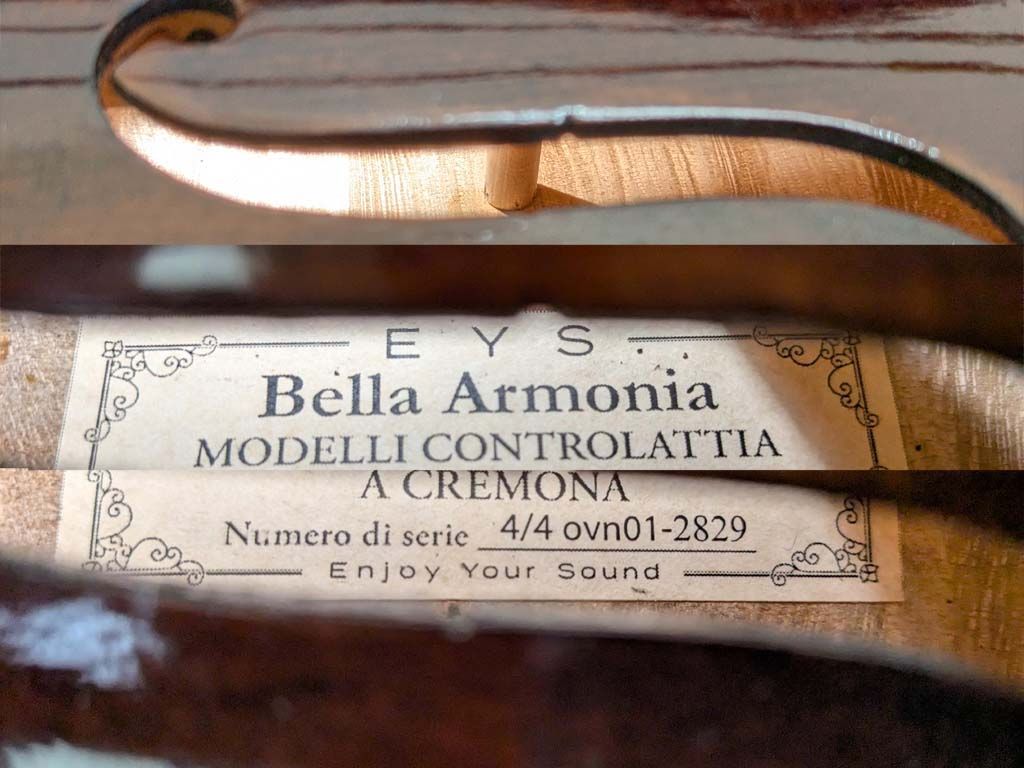 EYS
Bella Armonia
MODELLI CONTROLATTIA
A CREMONA
Numero di serie 4/4 ovn01-2829
Enjoy Your Sound